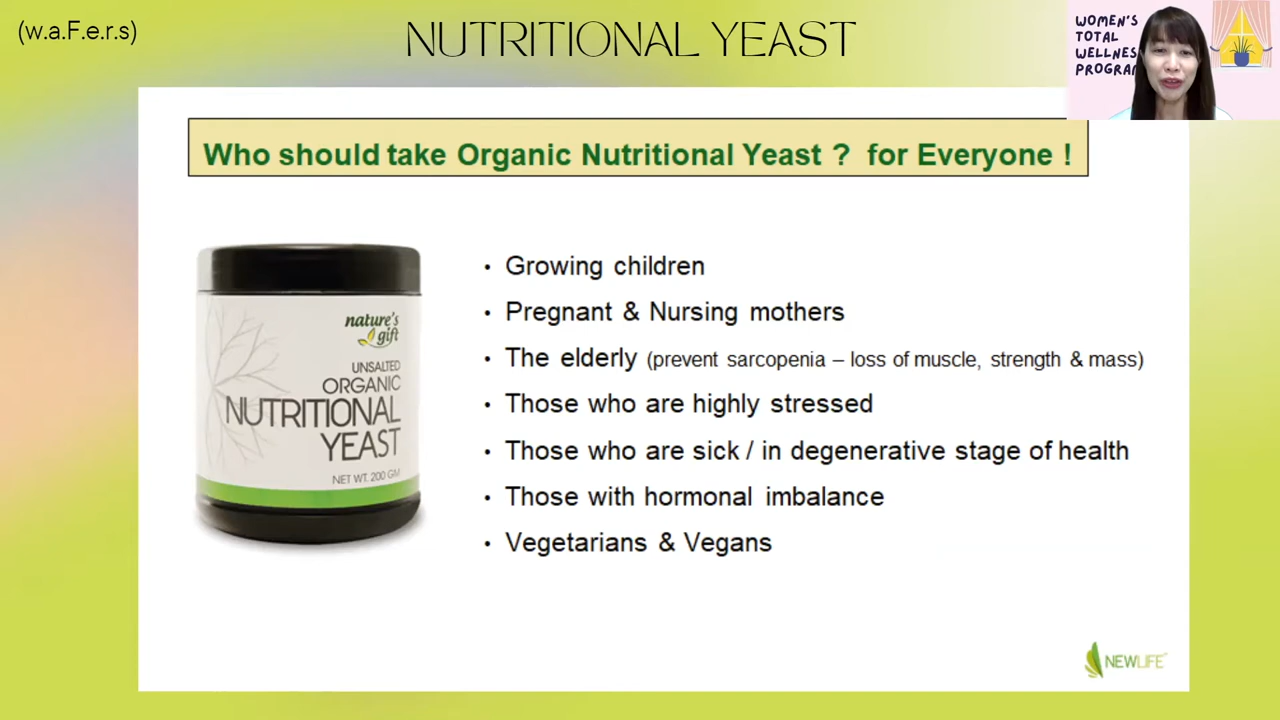 (w.a.F.e.r.s)
NUTRITIONAL YEAST
WOMEN'S
TOTAL
WELLNES
PROGRAM
Who should take Organic Nutritional Yeast ? for Everyone !
nature's
gift
UNSALTED
ORGANIC
NUTRITIONAL
YEAST
NET WT. 200 GM
• Growing children
• Pregnant & Nursing mothers
• The elderly (prevent sarcopenia – loss of muscle, strength & mass)
• Those who are highly stressed
• Those who are sick / in degenerative stage of health
• Those with hormonal imbalance
• Vegetarians & Vegans
NEWLIFE™